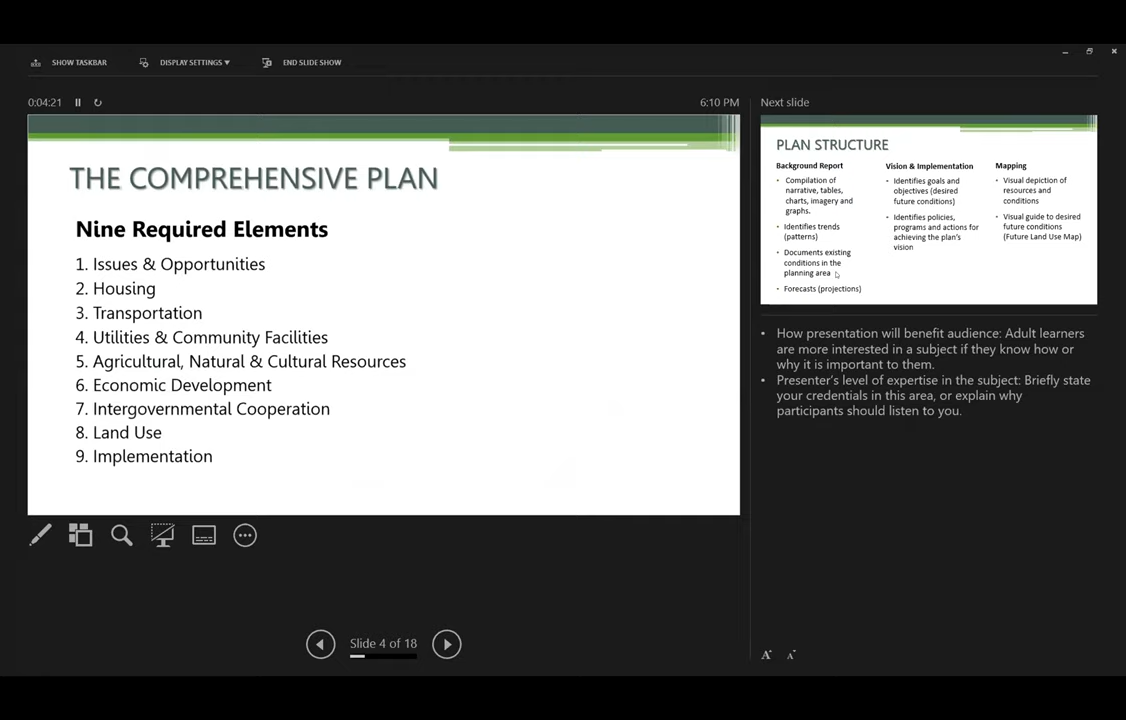 SHOW TASKBAR
DISPLAY SETTINGS ▼
END SLIDE SHOW
0:04:21
6:10 PM
THE COMPREHENSIVE PLAN
Nine Required Elements
1. Issues & Opportunities
2. Housing
3. Transportation
4. Utilities & Community Facilities
5. Agricultural, Natural & Cultural Resources
6. Economic Development
7. Intergovernmental Cooperation
8. Land Use
9. Implementation
Slide 4 of 18
Next slide
PLAN STRUCTURE
Background Report
• Compilation of
narrative, tables,
charts, imagery and
graphs.
• Identifies trends
(patterns)
• Documents existing
conditions in the
planning area
• Forecasts (projections)
Vision & Implementation
• Identifies goals and
objectives (desired
future conditions)
• Identifies policies,
programs and actions for
achieving the plan's
vision
Mapping
• Visual depiction of
resources and
conditions
• Visual guide to desired
future conditions
(Future Land Use Map)
• How presentation will benefit audience: Adult learners
are more interested in a subject if they know how or
why it is important to them.
• Presenter's level of expertise in the subject: Briefly state
your credentials in this area, or explain why
participants should listen to you.
A
A